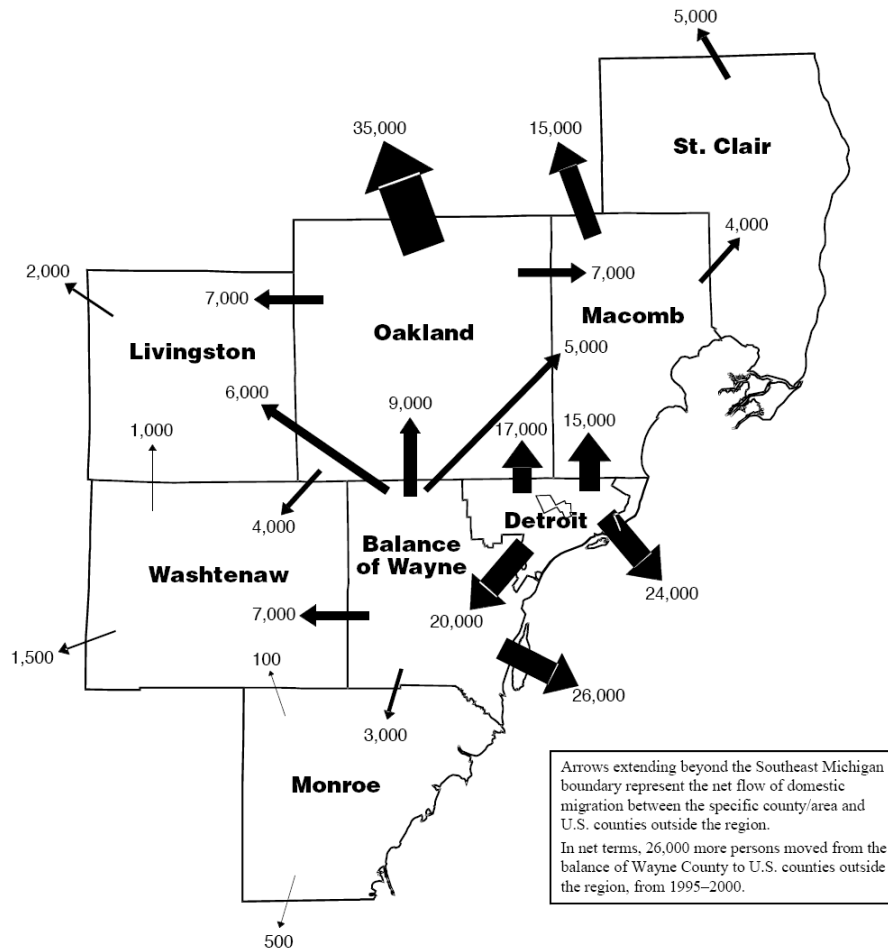 5,000
St. Clair
35,000
15,000
4,000
2,000
7,000
7,000
Oakland
Macomb
Livingston
5,000
6,000
9,000
1,000
17,000
15,000
4,000
Detroit
Balance
of Wayne
Washtenaw
24,000
7,000
20,000
1,500
100
26,000
3,000
Monroe
500
Arrows extending beyond the Southeast Michigan
boundary represent the net flow of domestic
migration between the specific county/area and
U.S. counties outside the region.
In net terms, 26,000 more persons moved from the
balance of Wayne County to U.S. counties outside
the region, from 1995–2000.